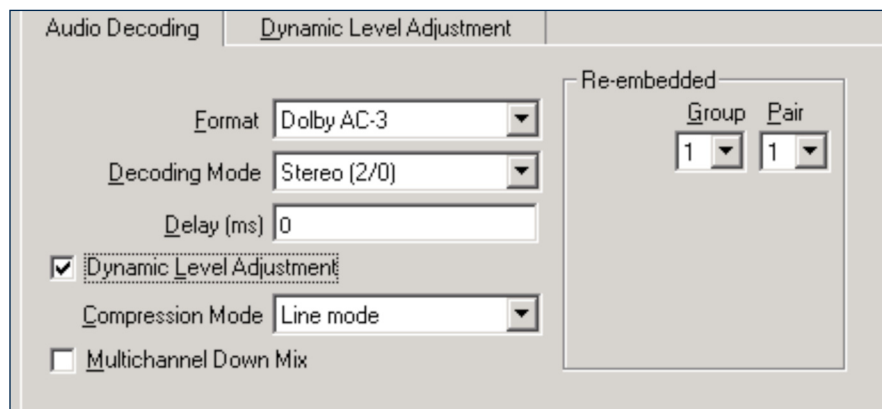 Audio Decoding
Dynamic Level Adjustment
Format Dolby AC-3
Decoding Mode Stereo (2/0)
Delay (ms) 0
Dynamic Level Adjustment
Compression Mode Line mode
Multichannel Down Mix
Re-embedded
Group Pair
1 1